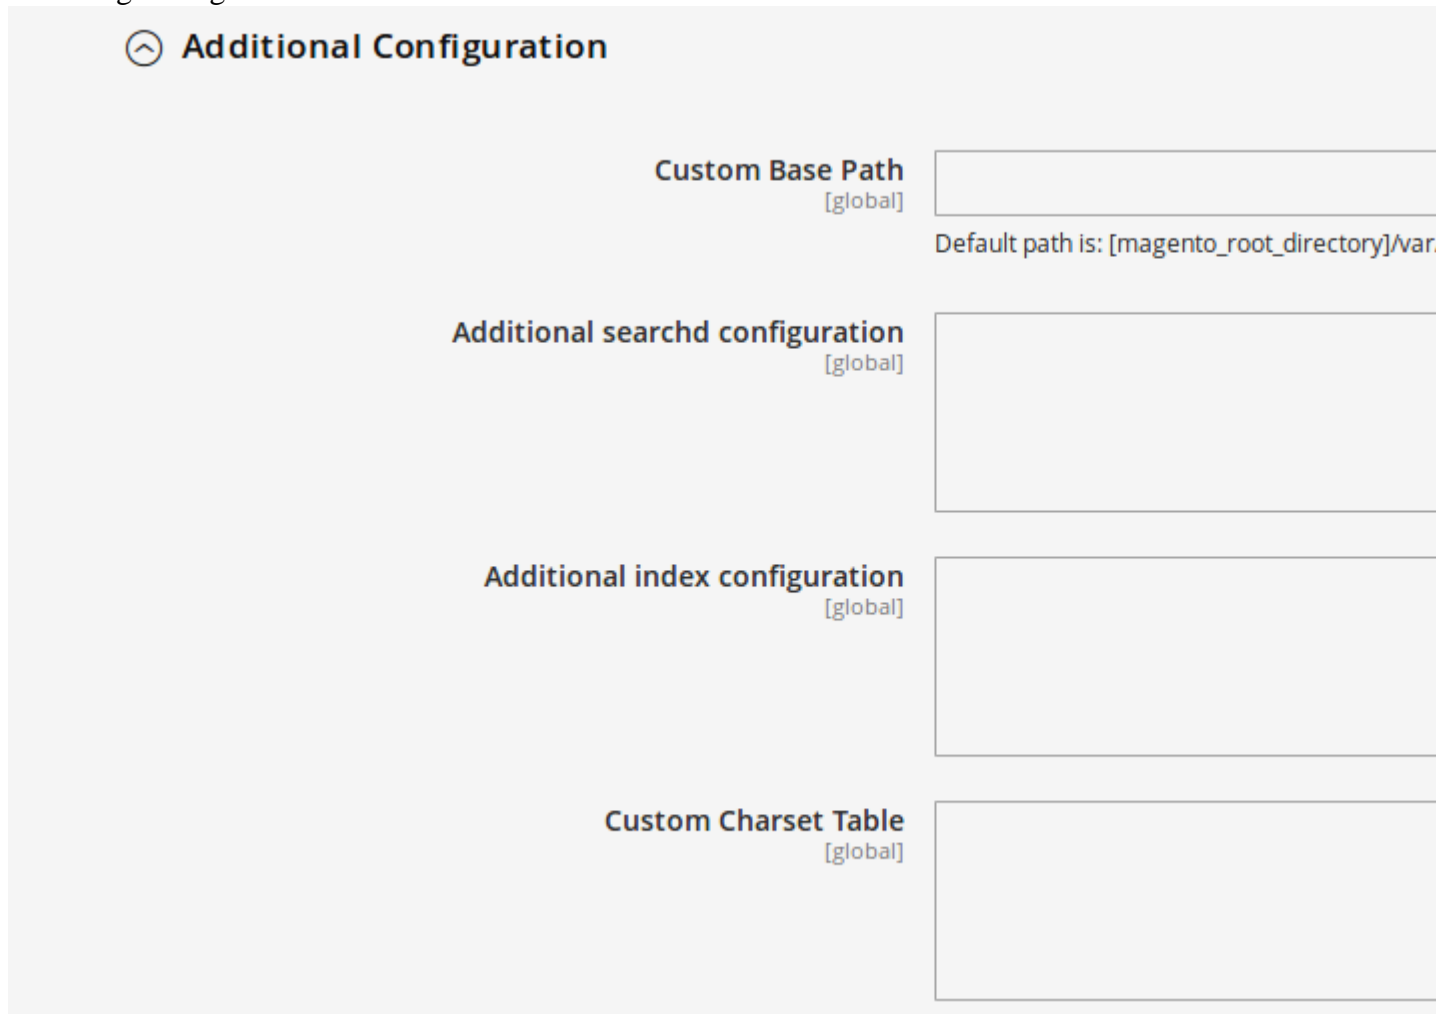 Additional Configuration
Custom Base Path
[global]
Default path is: [magento_root_directory]/var
Additional searchd configuration
[global]
Additional index configuration
[global]
Custom Charset Table
[global]